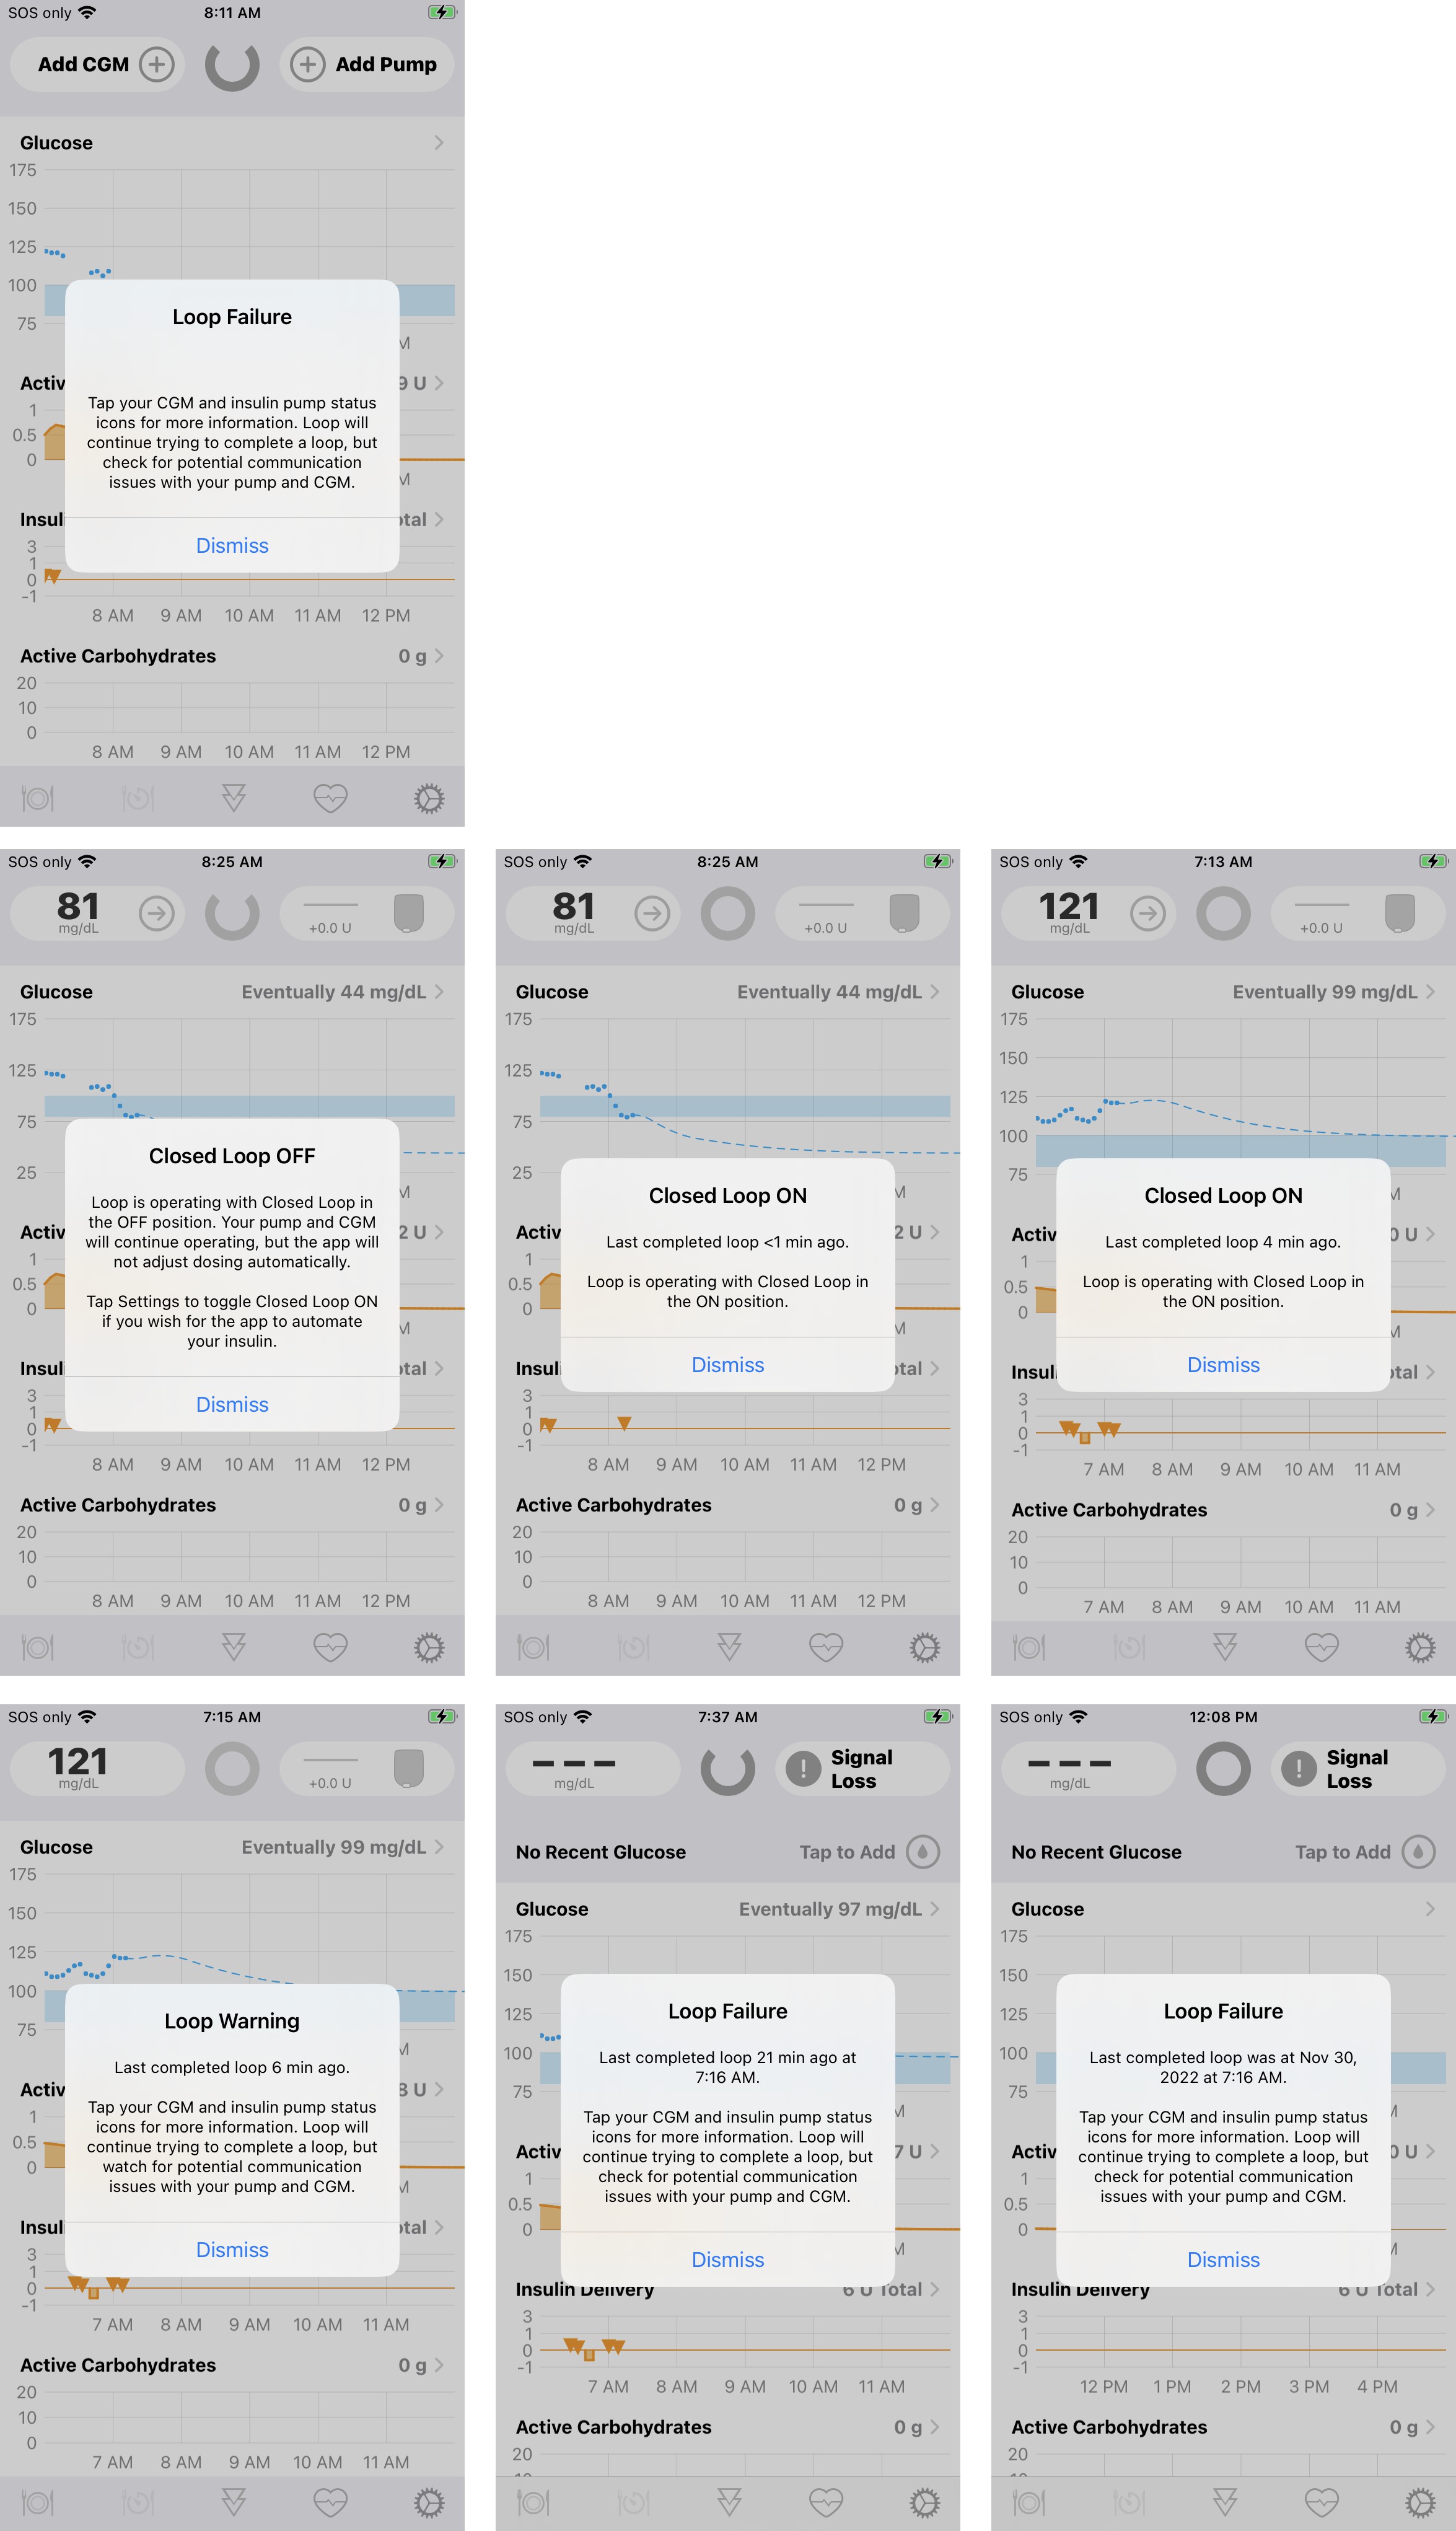 SOS only 8:11 AM
Add CGM Add Pump
Glucose
175
150
125
100
75
M
Activ 9 U
1
0.5
0
M
Insuli otal
3
1
0
-1
8 AM 9 AM 10 AM 11 AM 12 PM
Active Carbohydrates 0 g
20
10
0
8 AM 9 AM 10 AM 11 AM 12 PM
Loop Failure
Tap your CGM and insulin pump status
icons for more information. Loop will
continue trying to complete a loop, but
check for potential communication
issues with your pump and CGM.
Dismiss
SOS only 8:25 AM
81
mg/dL
+0.0 U
Glucose Eventually 44 mg/dL
175
125
75
25
M
Activ 2 U
1
0.5
0
M
Insuli otal
3
1
0
-1
8 AM 9 AM 10 AM 11 AM 12 PM
Active Carbohydrates 0 g
20
10
0
8 AM 9 AM 10 AM 11 AM 12 PM
Closed Loop OFF
Loop is operating with Closed Loop in
the OFF position. Your pump and CGM
will continue operating, but the app will
not adjust dosing automatically.
Tap Settings to toggle Closed Loop ON
if you wish for the app to automate
your insulin.
Dismiss
SOS only 8:25 AM
81
mg/dL
+0.0 U
Glucose Eventually 44 mg/dL
175
125
75
25
M
Activ 2 U
1
0.5
0
M
Insuli otal
3
1
0
-1
8 AM 9 AM 10 AM 11 AM 12 PM
Active Carbohydrates 0 g
20
10
0
8 AM 9 AM 10 AM 11 AM 12 PM
Closed Loop ON
Last completed loop <1 min ago.
Loop is operating with Closed Loop in
the ON position.
Dismiss
SOS only 7:13 AM
121
mg/dL
+0.0 U
Glucose Eventually 99 mg/dL
175
150
125
100
75
M
Activ 0 U
1
0.5
0
M
Insuli otal
3
1
0
-1
7 AM 8 AM 9 AM 10 AM 11 AM
Active Carbohydrates 0 g
20
10
0
7 AM 8 AM 9 AM 10 AM 11 AM
Closed Loop ON
Last completed loop 4 min ago.
Loop is operating with Closed Loop in
the ON position.
Dismiss
SOS only 7:15 AM
121
mg/dL
+0.0 U
Glucose Eventually 99 mg/dL
175
150
125
100
75
M
Activ 8 U
1
0.5
0
M
Insuli otal
3
1
0
-1
7 AM 8 AM 9 AM 10 AM 11 AM
Active Carbohydrates 0 g
20
10
0
7 AM 8 AM 9 AM 10 AM 11 AM
Loop Warning
Last completed loop 6 min ago.
Tap your CGM and insulin pump status
icons for more information. Loop will
continue trying to complete a loop, but
watch for potential communication
issues with your pump and CGM.
Dismiss
SOS only 7:37 AM
– – –
mg/dL
! Signal
Loss
No Recent Glucose Tap to Add
Glucose Eventually 97 mg/dL
175
150
125
100
75
M
Activ 7 U
1
0.5
0
M
Insulin Delivery 6 U Total
3
1
0
-1
7 AM 8 AM 9 AM 10 AM 11 AM
Active Carbohydrates 0 g
20
Loop Failure
Last completed loop 21 min ago at
7:16 AM.
Tap your CGM and insulin pump status
icons for more information. Loop will
continue trying to complete a loop, but
check for potential communication
issues with your pump and CGM.
Dismiss
SOS only 12:08 PM
– – –
mg/dL
! Signal
Loss
No Recent Glucose Tap to Add
Glucose
175
150
125
100
75
M
Activ 0 U
1
0.5
0
M
Insulin Delivery 6 U Total
3
1
0
-1
12 PM 1 PM 2 PM 3 PM 4 PM
Active Carbohydrates 0 g
20
Loop Failure
Last completed loop was at Nov 30,
2022 at 7:16 AM.
Tap your CGM and insulin pump status
icons for more information. Loop will
continue trying to complete a loop, but
check for potential communication
issues with your pump and CGM.
Dismiss